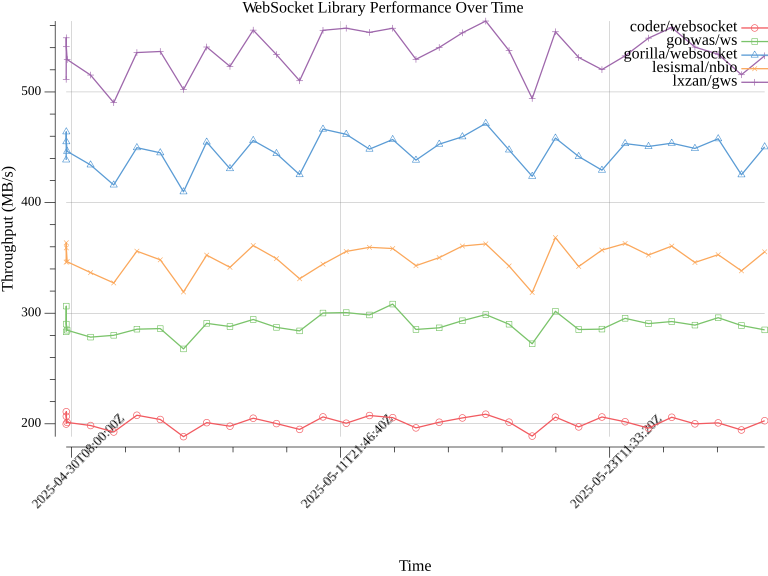 WebSocket Library Performance Over Time
coder/websocket
gobwas/ws
gorilla/websocket
lesismal/nbio
lxzan/gws
Throughput (MB/s)
500
400
300
200
2025-04-30T08:00:00Z
2025-05-11T21:46:40Z
2025-05-23T11:33:20Z
Time